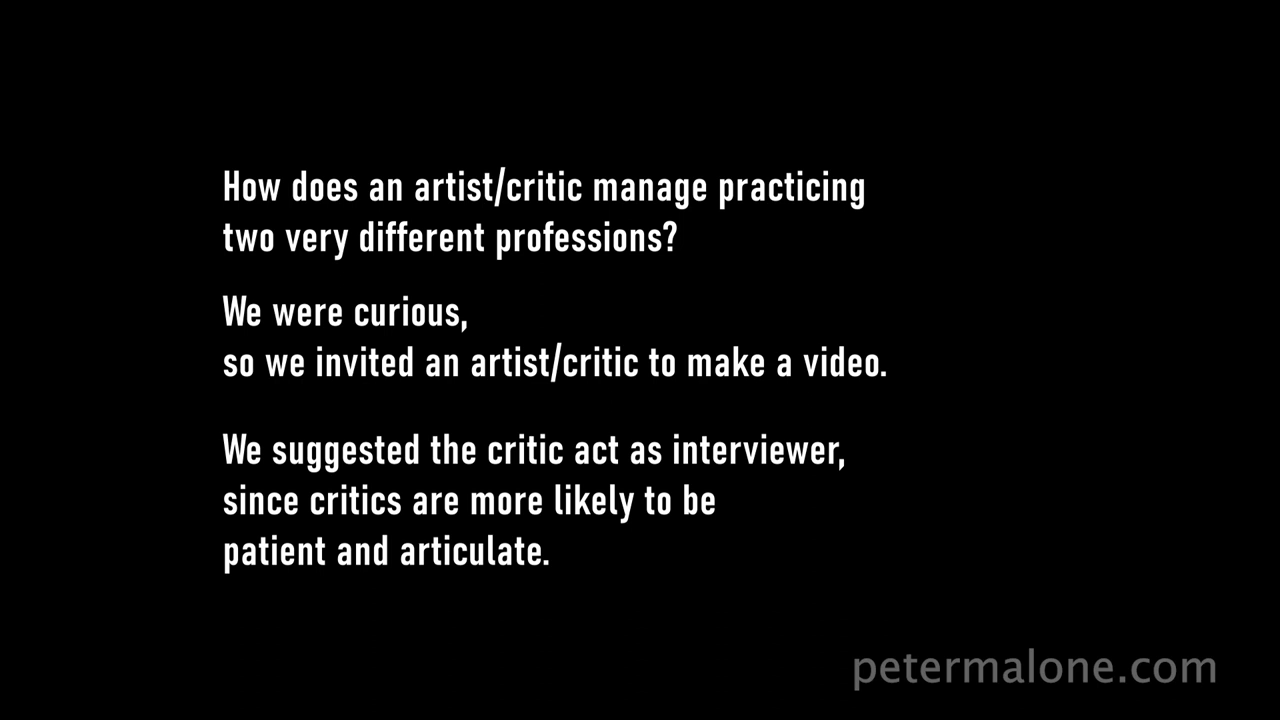 How does an artist/critic manage practicing
two very different professions?
We were curious,
so we invited an artist/critic to make a video.
We suggested the critic act as interviewer,
since critics are more likely to be
patient and articulate.
petermalone.com